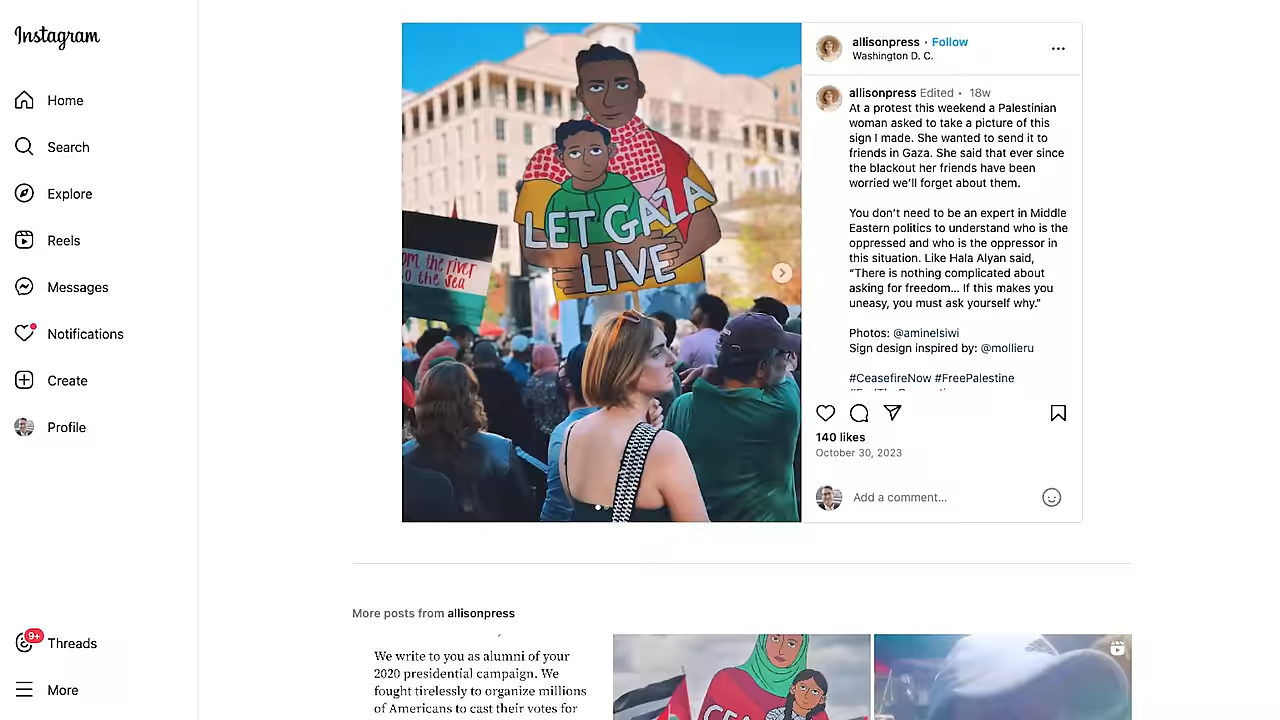 Instagram
Home
Search
Explore
Reels
Messages
Notifications
Create
Profile
9+
Threads
More
LET GAZA
LIVE
the river
the sea
allisonpress • Follow
Washington D. C.
allisonpress Edited • 18w
At a protest this weekend a Palestinian
woman asked to take a picture of this
sign I made. She wanted to send it to
friends in Gaza. She said that ever since
the blackout her friends have been
worried we’ll forget about them.
You don’t need to be an expert in Middle
Eastern politics to understand who is the
oppressed and who is the oppressor in
this situation. Like Hala Alyan said,
“There is nothing complicated about
asking for freedom... If this makes you
uneasy, you must ask yourself why.”
Photos: @aminelsiwi
Sign design inspired by: @mollieru
#CeasefireNow #FreePalestine
140 likes
October 30, 2023
Add a comment...
More posts from allisonpress
We write to you as alumni of your
2020 presidential campaign. We
fought tirelessly to organize millions
of Americans to cast their votes for